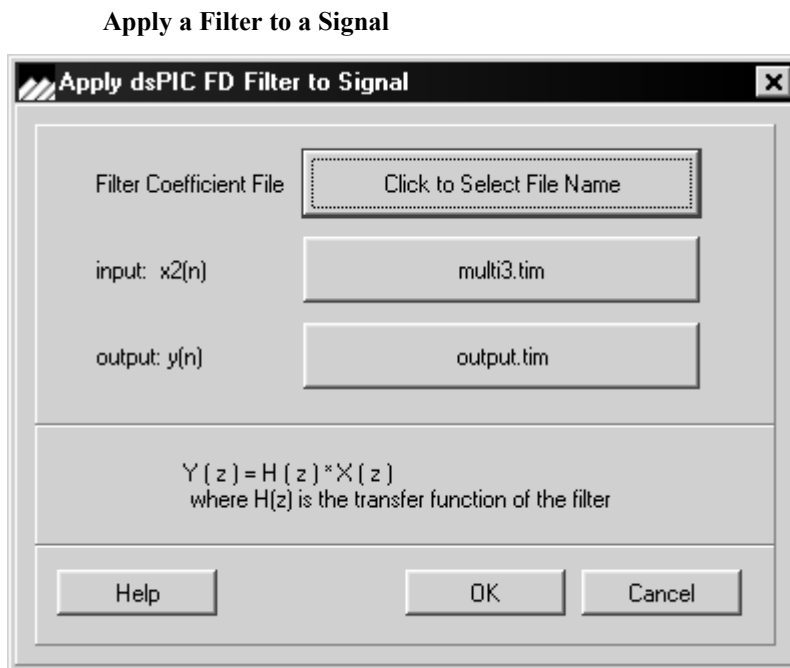 Apply a Filter to a Signal
Apply dsPIC FD Filter to Signal
Filter Coefficient File Click to Select File Name
input: x2(n) multi3.tim
output: y(n) output.tim
Y ( z ) = H ( z ) * X ( z )
where H(z) is the transfer function of the filter
Help OK Cancel